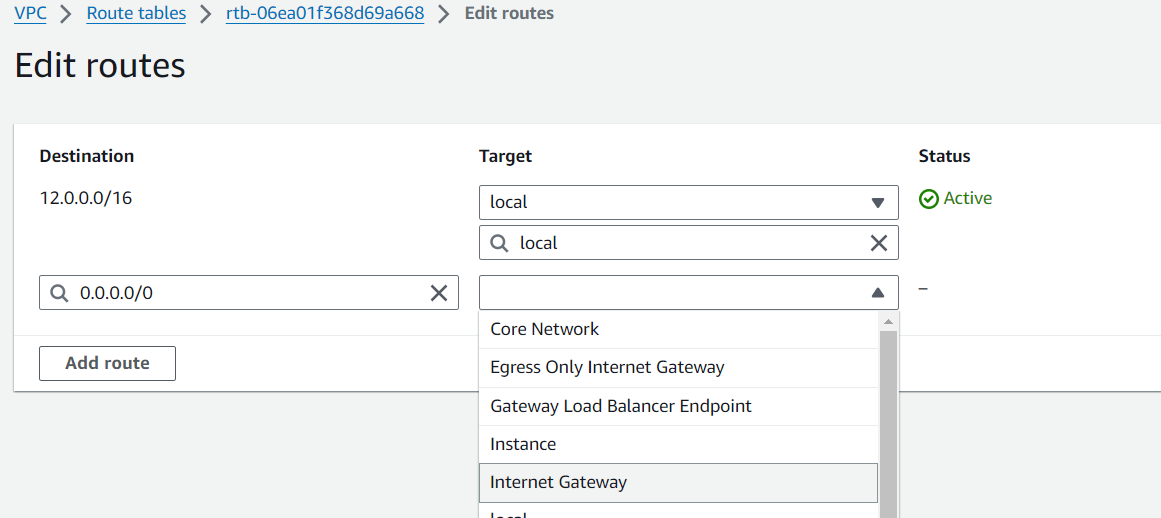 VPC > Route tables > rtb-06ea01f368d69a668 > Edit routes
Edit routes
Destination Target Status
12.0.0.0/16 local Active
local
0.0.0.0/0 –
Core Network
Egress Only Internet Gateway
Add route
Gateway Load Balancer Endpoint
Instance
Internet Gateway
local